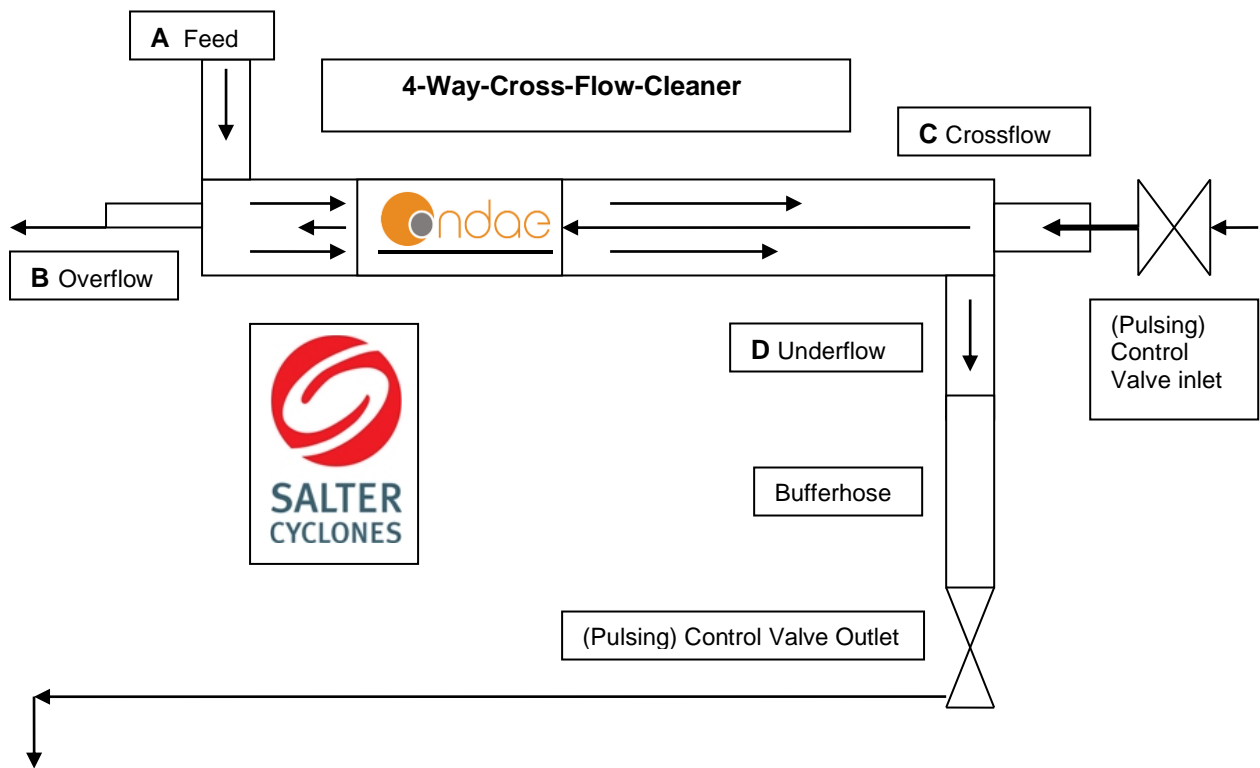 A Feed
4-Way-Cross-Flow-Cleaner
C Crossflow
ondae
B Overflow
(Pulsing)
Control
Valve inlet
D Underflow
SALTER
CYCLONES
Bufferhose
(Pulsing) Control Valve Outlet